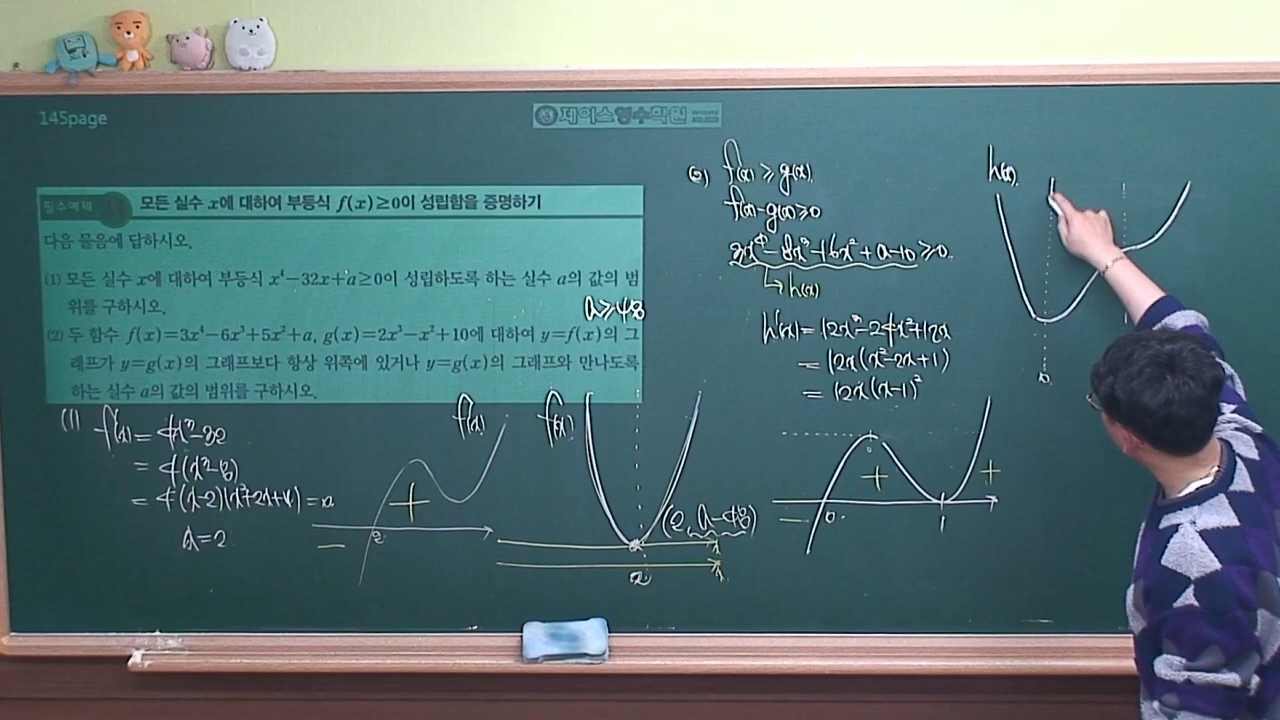 145page
제이스영수학원
필수예제
모든 실수 x에 대하여 부등식 f(x)≥0이 성립함을 증명하기
다음 물음에 답하시오.
(1) 모든 실수 x에 대하여 부등식 x⁴−32x+a≥0이 성립하도록 하는 실수 a의 값의 범
위를 구하시오.
a≥48
(2) 두 함수 f(x)=3x⁴−6x³+5x²+a, g(x)=2x³−x²+10에 대하여 y=f(x)의 그
래프가 y=g(x)의 그래프보다 항상 위쪽에 있거나 y=g(x)의 그래프와 만나도록
하는 실수 a의 값의 범위를 구하시오.
(1) f'(x)=4x³−32
=4(x³−8)
=4(x−2)(x²+2x+4)=0
x=2
f'(x)
+
−
2
f(x)
(2, a−48)
x
x
2
(2) f(x)≥g(x)
f(x)−g(x)≥0
3x⁴−8x³+6x²+a−10≥0
↳h(x)
h'(x)=12x³−24x²+12x
=12x(x²−2x+1)
=12x(x−1)²
+
+
−
0
1
h(x)
0